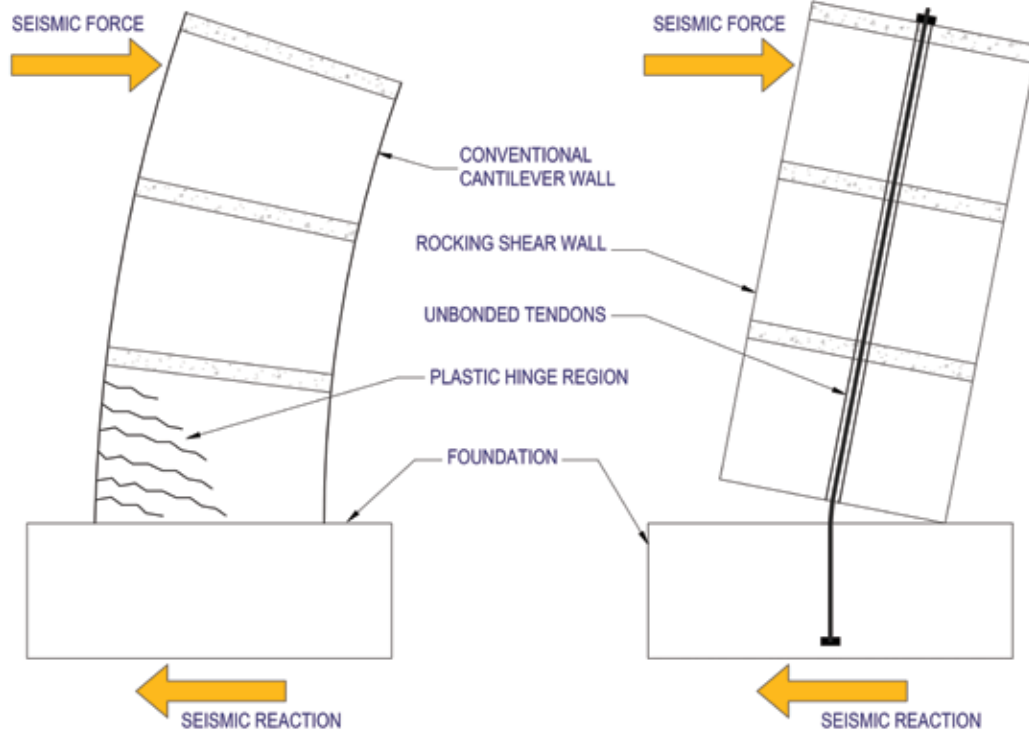 SEISMIC FORCE
SEISMIC FORCE
CONVENTIONAL
CANTILEVER WALL
ROCKING SHEAR WALL
UNBONDED TENDONS
PLASTIC HINGE REGION
FOUNDATION
SEISMIC REACTION
SEISMIC REACTION